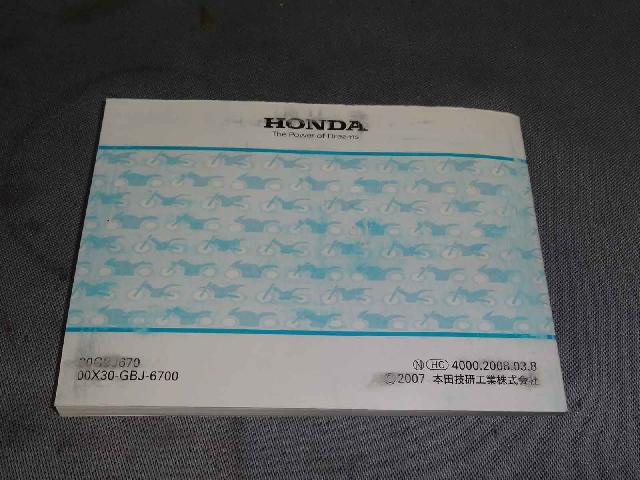 HONDA
The Power of Dreams
30GBJ670
00X30-GBJ-6700
Ⓝ HC 4000.2008.03.B
©2007 本田技研工業株式会社